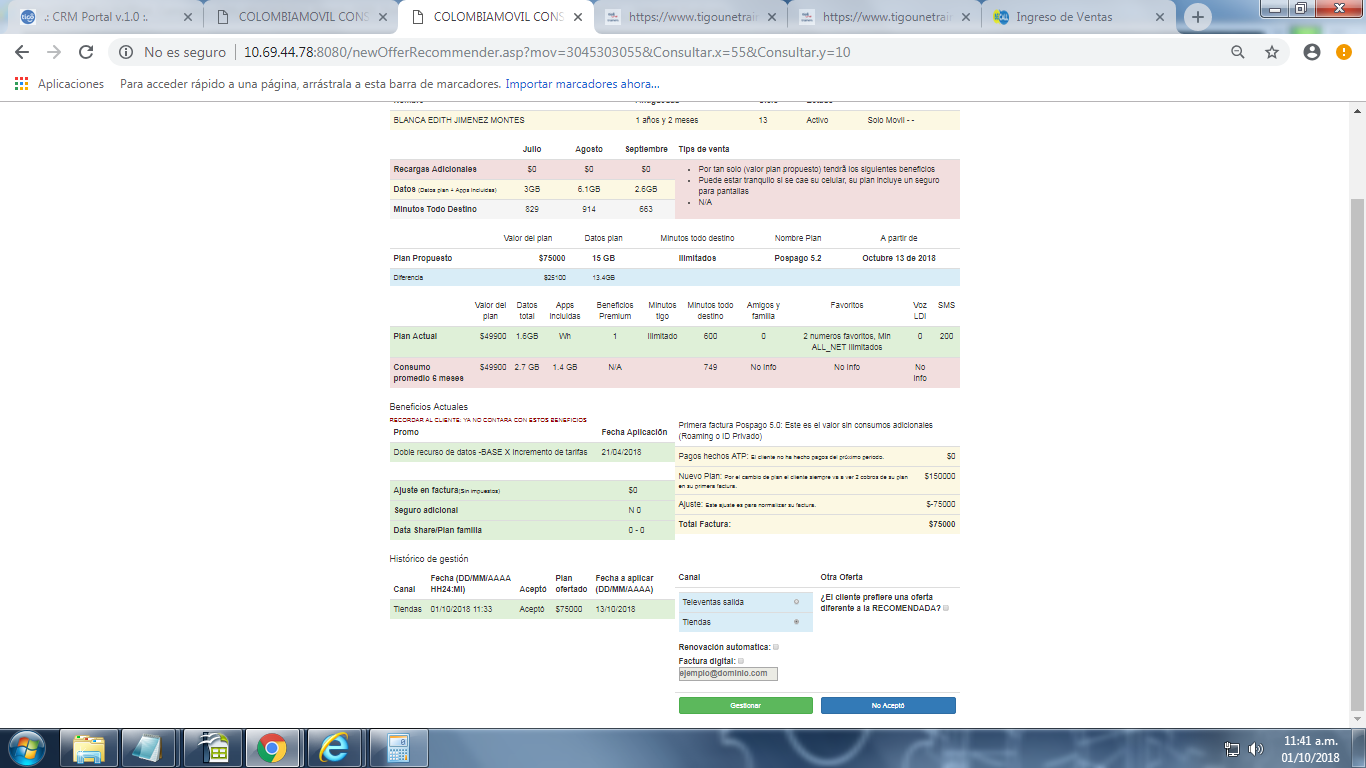 .: CRM Portal v.1.0 :.
COLOMBIAMOVIL CONS
COLOMBIAMOVIL CONS
https://www.tigounetrai
https://www.tigounetrai
Ingreso de Ventas
No es seguro
10.69.44.78:8080/newOfferRecommender.asp?mov=3045303055&Consultar.x=55&Consultar.y=10
Aplicaciones
Para acceder rápido a una página, arrástrala a esta barra de marcadores. Importar marcadores ahora...
BLANCA EDITH JIMENEZ MONTES 1 años y 2 meses 13 Activo Solo Movil - -
Julio Agosto Septiembre
Recargas Adicionales $0 $0 $0
Datos (Datos plan + Apps incluidas) 3GB 6.1GB 2.6GB
Minutos Todo Destino 829 914 663
Tips de venta
Por tan solo (valor plan propuesto) tendrá los siguientes beneficios
Puede estar tranquilo si se cae su celular, su plan incluye un seguro
para pantallas
N/A
Valor del plan Datos plan Minutos todo destino Nombre Plan A partir de
Plan Propuesto $75000 15 GB Ilimitados Pospago 5.2 Octubre 13 de 2018
Diferencia $25100 13.4GB
Valor del plan Datos total Apps incluidas Beneficios Premium Minutos tigo Minutos todo destino Amigos y familia Favoritos Voz LDI SMS
Plan Actual $49900 1.6GB Wh 1 Ilimitado 600 0 2 numeros favoritos, Min ALL_NET Ilimitados 0 200
Consumo promedio 6 meses $49900 2.7 GB 1.4 GB N/A 749 No info No info No info
Beneficios Actuales
RECORDAR AL CLIENTE: YA NO CONTARA CON ESTOS BENEFICIOS
Promo Fecha Aplicación
Doble recurso de datos -BASE X Incremento de tarifas 21/04/2018
Ajuste en factura(Sin impuestos) $0
Seguro adicional N 0
Data Share/Plan familia 0 - 0
Primera factura Pospago 5.0: Este es el valor sin consumos adicionales
(Roaming o ID Privado)
Pagos hechos ATP: El cliente no ha hecho pagos del próximo periodo. $0
Nuevo Plan: Por el cambio de plan el cliente siempre va a ver 2 cobros de su plan $150000
en su primera factura.
Ajuste: Este ajuste es para normalizar su factura. $-75000
Total Factura: $75000
Histórico de gestión
Canal Fecha (DD/MM/AAAA HH24:MI) Aceptó Plan ofertado Fecha a aplicar (DD/MM/AAAA)
Tiendas 01/10/2018 11:33 Aceptó $75000 13/10/2018
Canal
Televentas salida
Tiendas
Otra Oferta
¿El cliente prefiere una oferta
diferente a la RECOMENDADA?
Renovación automatica:
Factura digital:
ejemplo@dominio.com
Gestionar
No Aceptó
11:41 a.m.
01/10/2018